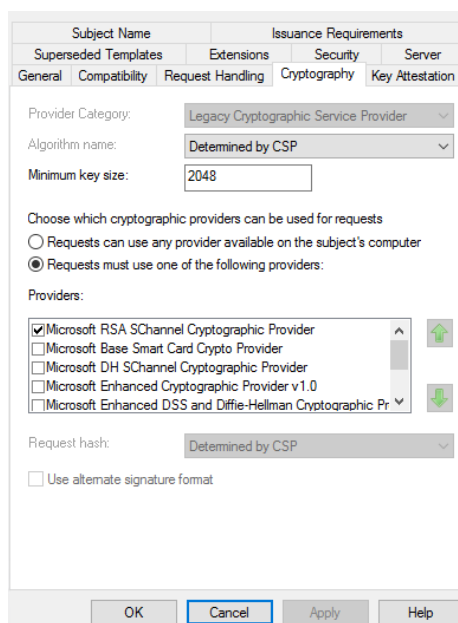 Subject Name Issuance Requirements
Superseded Templates Extensions Security Server
General Compatibility Request Handling Cryptography Key Attestation
Provider Category: Legacy Cryptographic Service Provider
Algorithm name: Determined by CSP
Minimum key size: 2048
Choose which cryptographic providers can be used for requests
Requests can use any provider available on the subject's computer
Requests must use one of the following providers:
Providers:
Microsoft RSA SChannel Cryptographic Provider
Microsoft Base Smart Card Crypto Provider
Microsoft DH SChannel Cryptographic Provider
Microsoft Enhanced Cryptographic Provider v1.0
Microsoft Enhanced DSS and Diffie-Hellman Cryptographic Pr
Request hash: Determined by CSP
Use alternate signature format
OK Cancel Apply Help